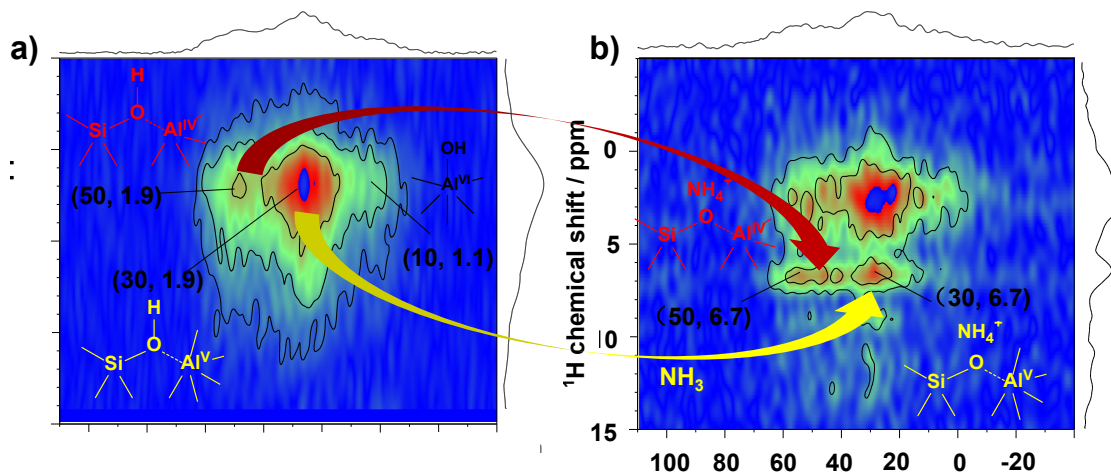 a)
H
O
Si
Al^IV
(50, 1.9)
OH
Al^VI
(10, 1.1)
(30, 1.9)
H
O
Si
Al^V
b)
^1H chemical shift / ppm
0
5
10
15
NH4^+
O
Si
Al^IV
(50, 6.7)
(30, 6.7)
NH4^+
O
Si
Al^V
NH3
100
80
60
40
20
0
-20